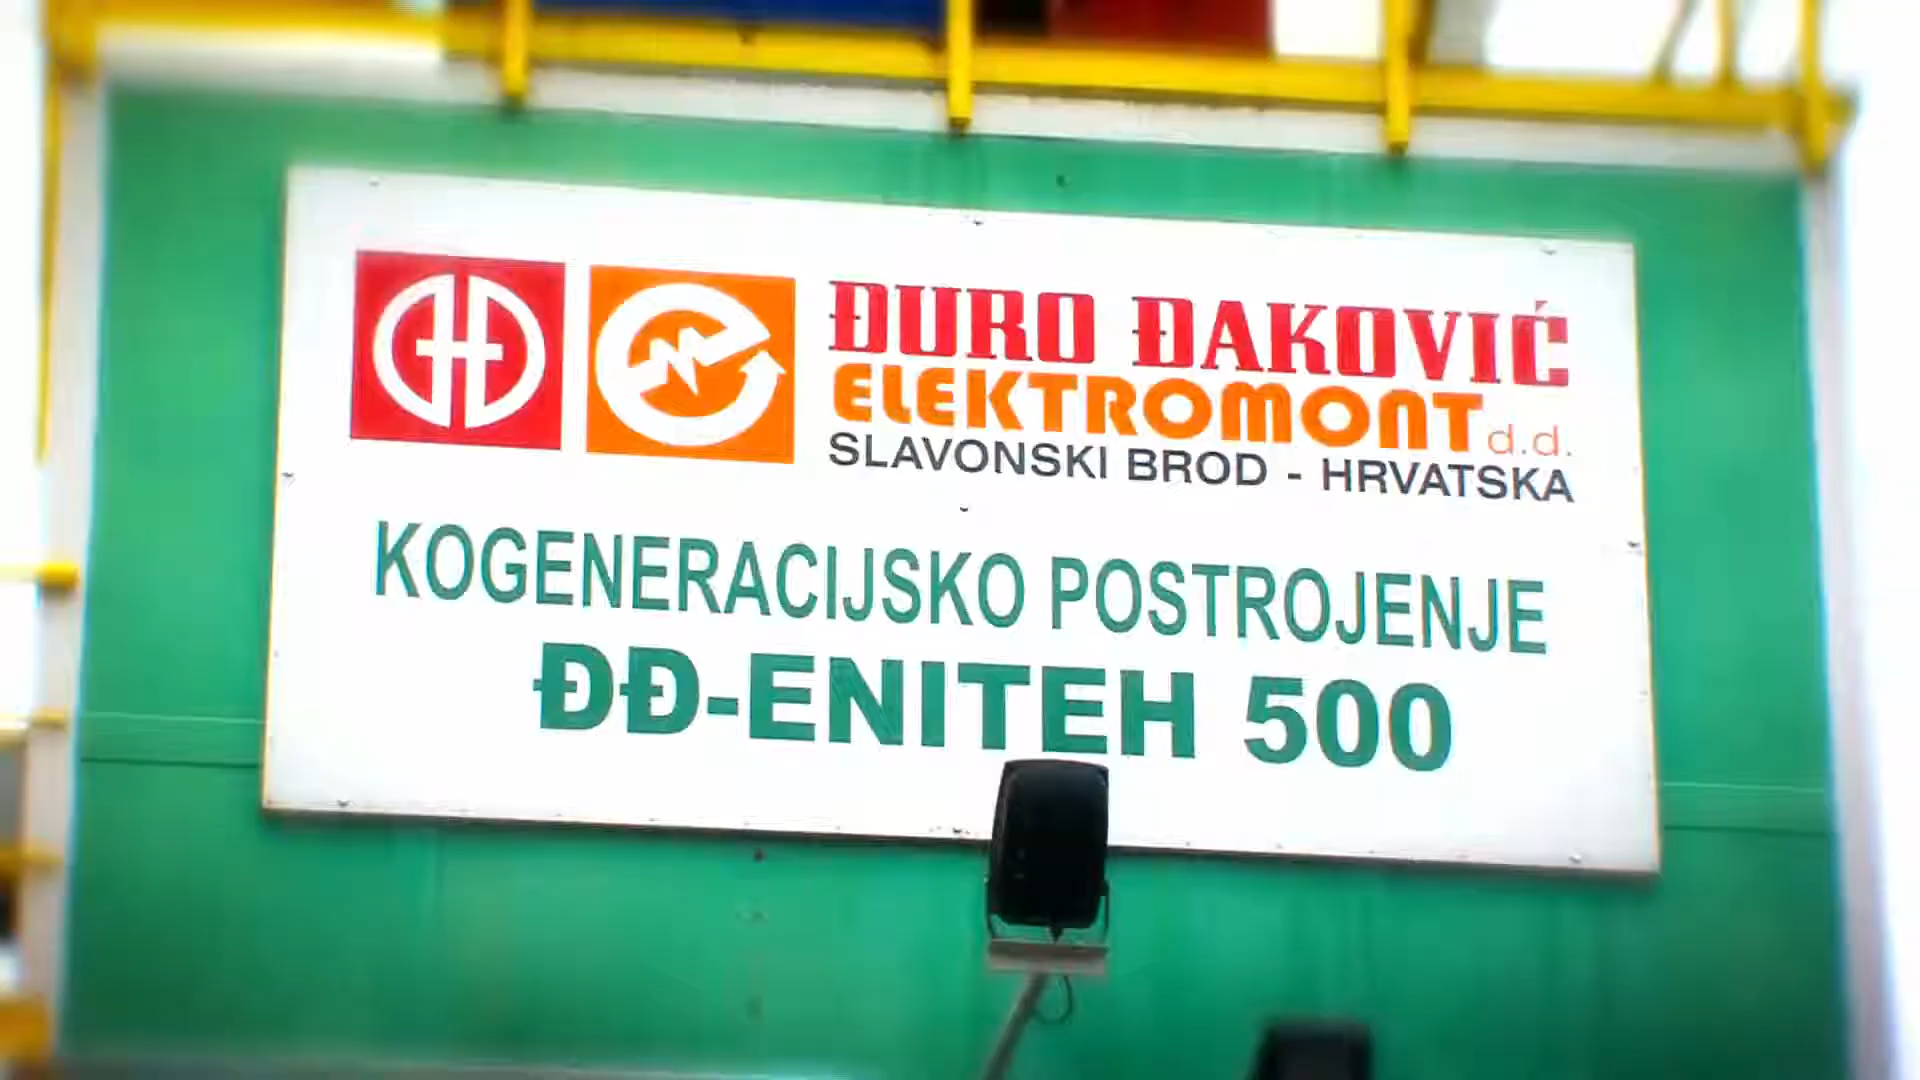 ĐURO ĐAKOVIĆ
ELEKTROMONT d.d.
SLAVONSKI BROD - HRVATSKA
KOGENERACIJSKO POSTROJENJE
ĐĐ-ENITEH 500